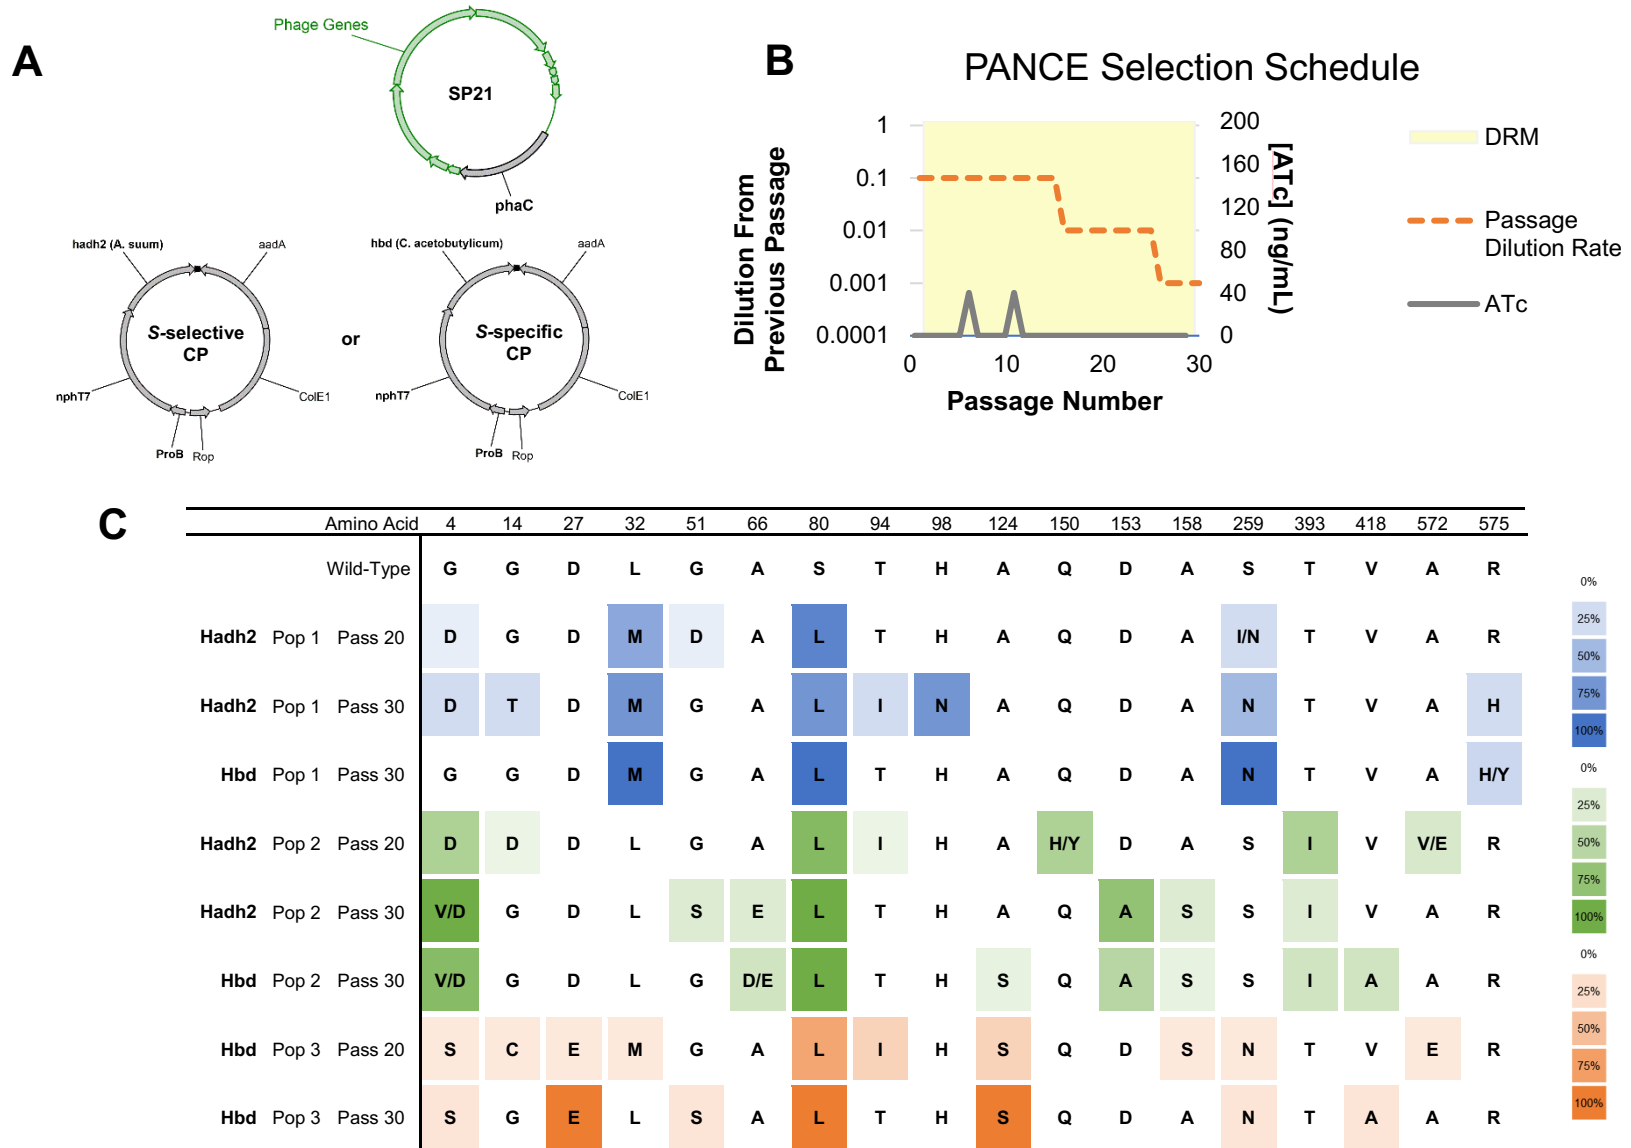 A
Phage Genes
SP21
phaC
hadh2 (A. suum)
aadA
S-selective
CP
nphT7
ColE1
ProB
Rop
or
hbd (C. acetobutylicum)
aadA
S-specific
CP
nphT7
ColE1
ProB
Rop
B
PANCE Selection Schedule
Dilution From
Previous Passage
1
0.1
0.01
0.001
0.0001
200
160
120
80
40
0
[ATc] (ng/mL)
0 10 20 30
Passage Number
DRM
Passage
Dilution Rate
ATc
C
Amino Acid 4 14 27 32 51 66 80 94 98 124 150 153 158 259 393 418 572 575
Wild-Type G G D L G A S T H A Q D A S T V A R
Hadh2 Pop 1 Pass 20 D G D M D A L T H A Q D A I/N T V A R
Hadh2 Pop 1 Pass 30 D T D M G A L I N A Q D A N T V A H
Hbd Pop 1 Pass 30 G G D M G A L T H A Q D A N T V A H/Y
Hadh2 Pop 2 Pass 20 D D D L G A L I H A H/Y D A S I V V/E R
Hadh2 Pop 2 Pass 30 V/D G D L S E L T H A Q A S S I V A R
Hbd Pop 2 Pass 30 V/D G D L G D/E L T H S Q A S S I A A R
Hbd Pop 3 Pass 20 S C E M G A L I H S Q D S N T V E R
Hbd Pop 3 Pass 30 S G E L S A L T H S Q D A N T A A R
0%
25%
50%
75%
100%
0%
25%
50%
75%
100%
0%
25%
50%
75%
100%